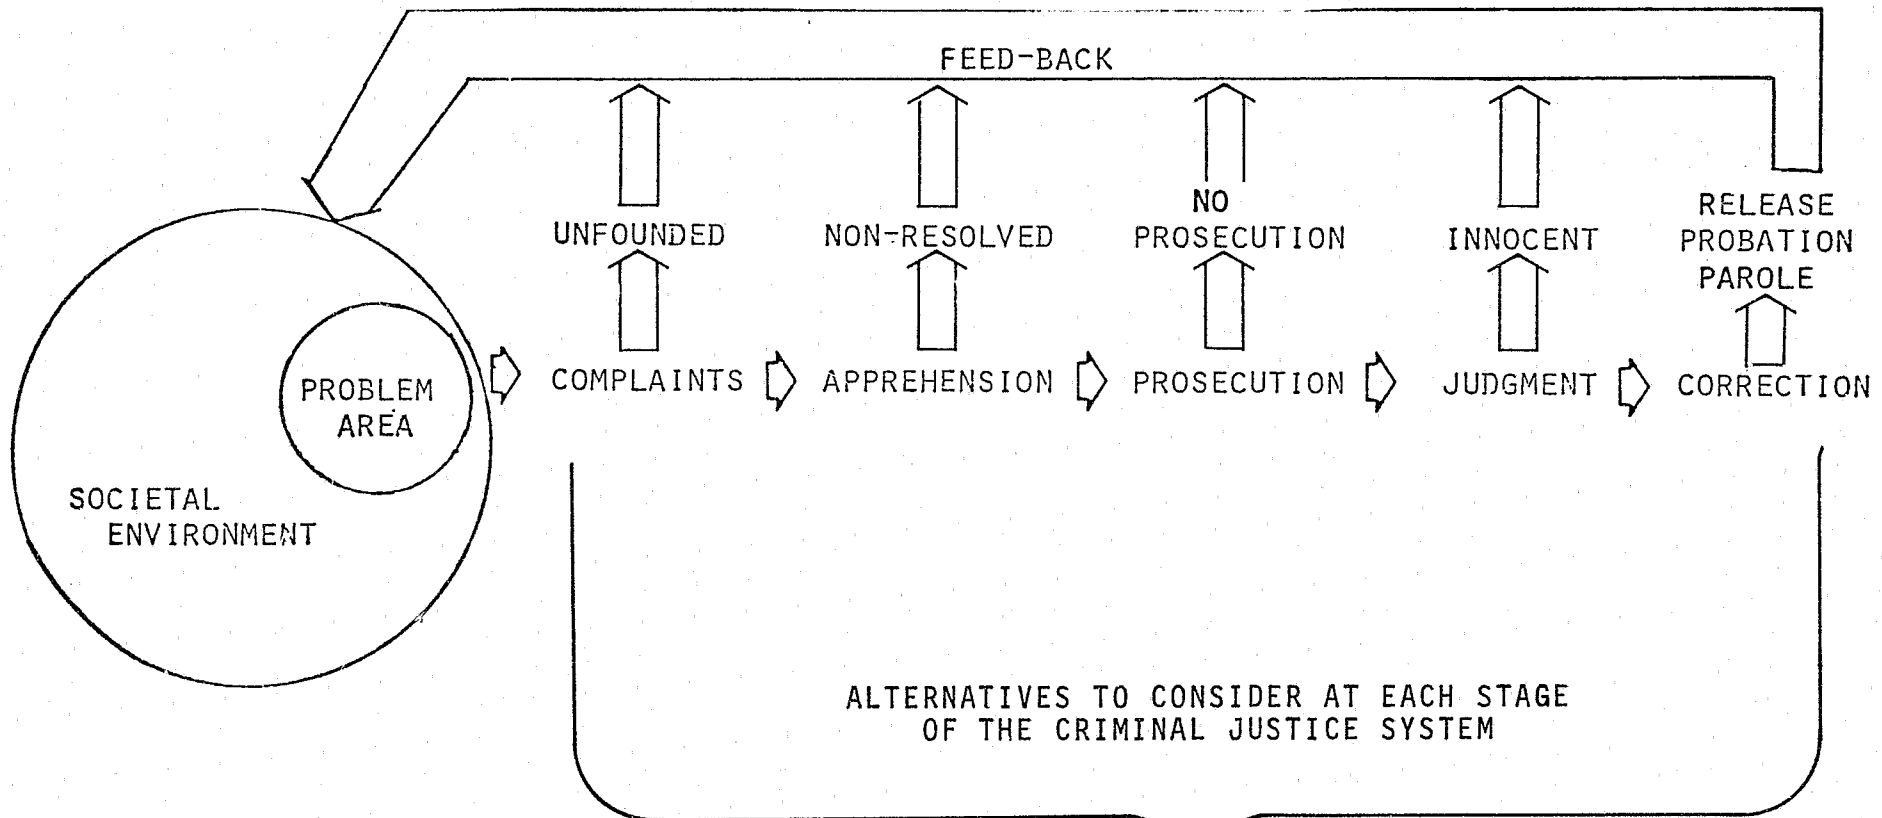 FEED-BACK
UNFOUNDED
NON-RESOLVED
NO
PROSECUTION
INNOCENT
RELEASE
PROBATION
PAROLE
PROBLEM
AREA
COMPLAINTS
APPREHENSION
PROSECUTION
JUDGMENT
CORRECTION
SOCIETAL
ENVIRONMENT
ALTERNATIVES TO CONSIDER AT EACH STAGE
OF THE CRIMINAL JUSTICE SYSTEM